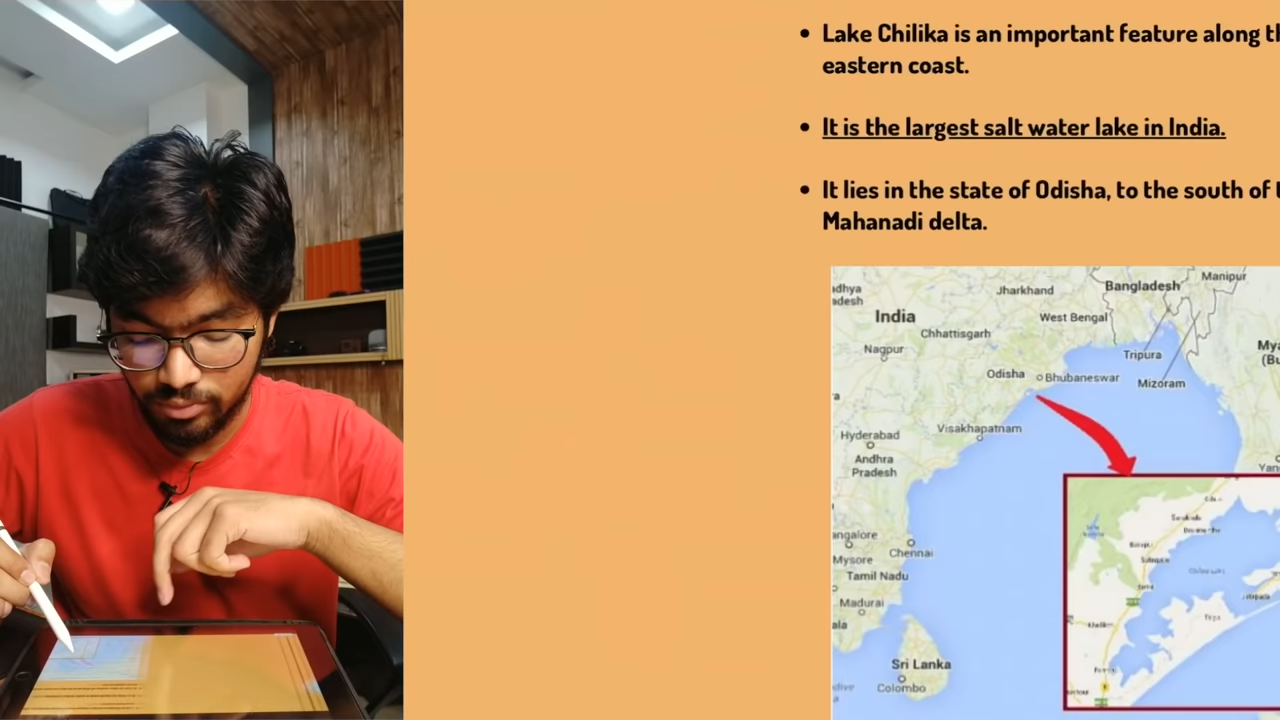 Lake Chilika is an important feature along
eastern coast.
It is the largest salt water lake in India.
It lies in the state of Odisha, to the south of
Mahanadi delta.
Manipur
Bangladesh
Jharkhand
India
West Bengal
Chhattisgarh
Nagpur
Tripura
Odisha
Bhubaneswar
Mizoram
Visakhapatnam
Hyderabad
Andhra
Pradesh
Chennai
Mysore
Tamil Nadu
Madurai
Sri Lanka
Colombo